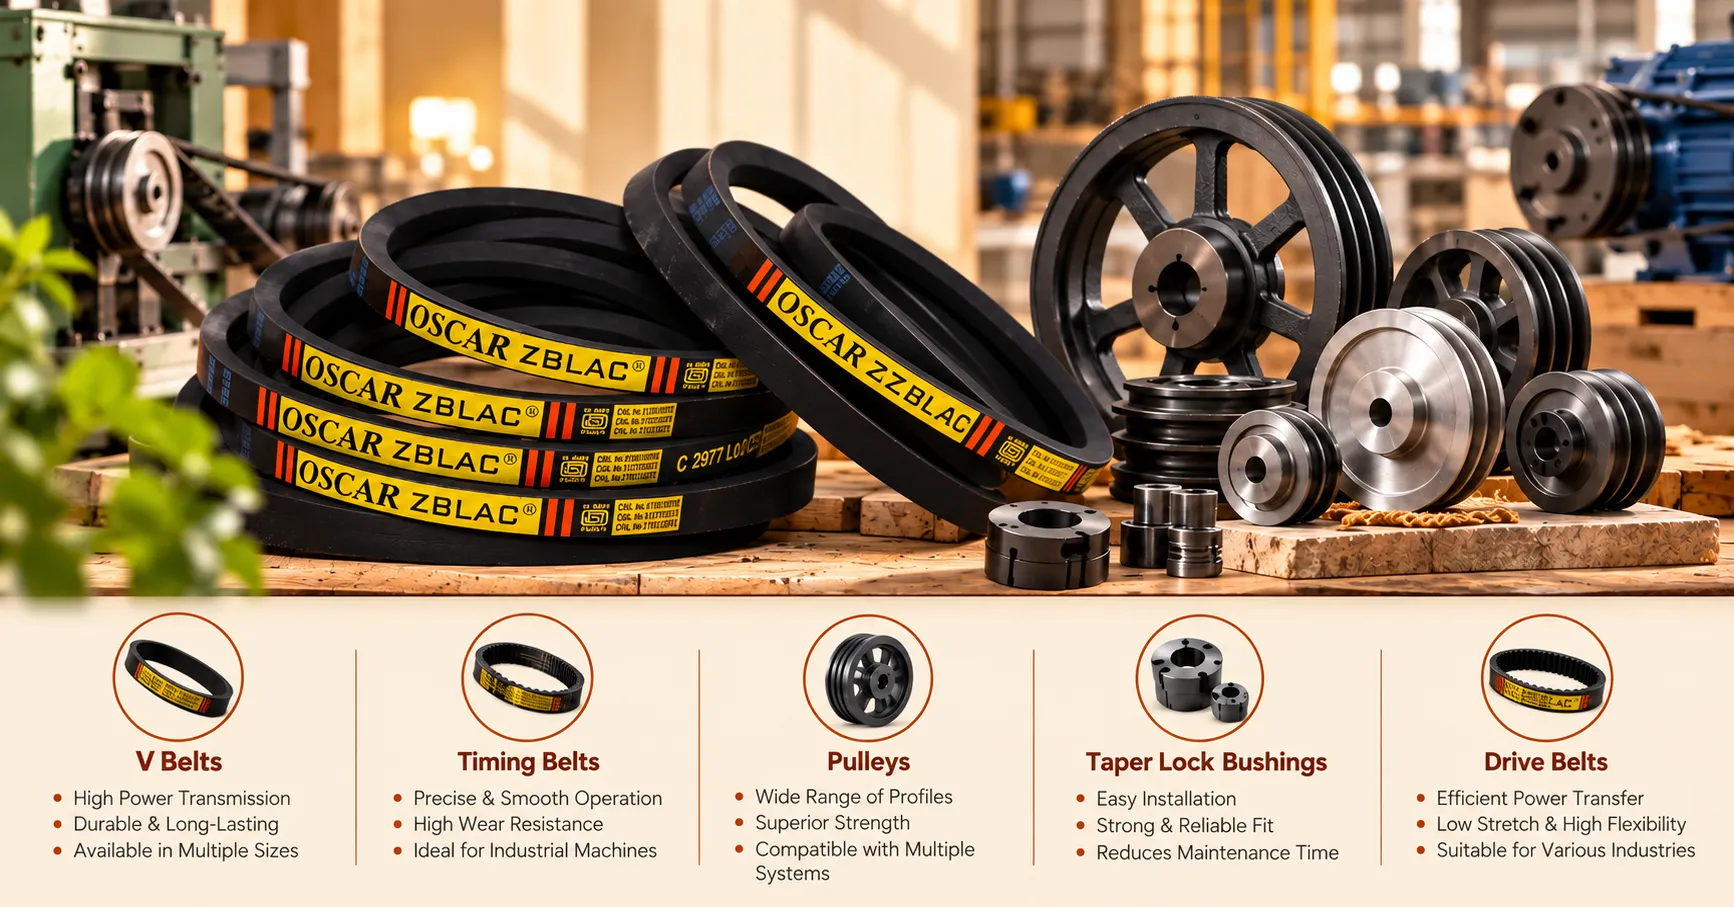 OSCAR ZBLAC®
OSCAR ZBLAC®
OSCAR ZBLAC®
C 2977 L
OSCAR ZBLAC®
OSCAR ZZBLAC
V Belts
High Power Transmission
Durable & Long-Lasting
Available in Multiple Sizes
Timing Belts
Precise & Smooth Operation
High Wear Resistance
Ideal for Industrial Machines
Pulleys
Wide Range of Profiles
Superior Strength
Compatible with Multiple
Systems
Taper Lock Bushings
Easy Installation
Strong & Reliable Fit
Reduces Maintenance Time
Drive Belts
Efficient Power Transfer
Low Stretch & High Flexibility
Suitable for Various Industries